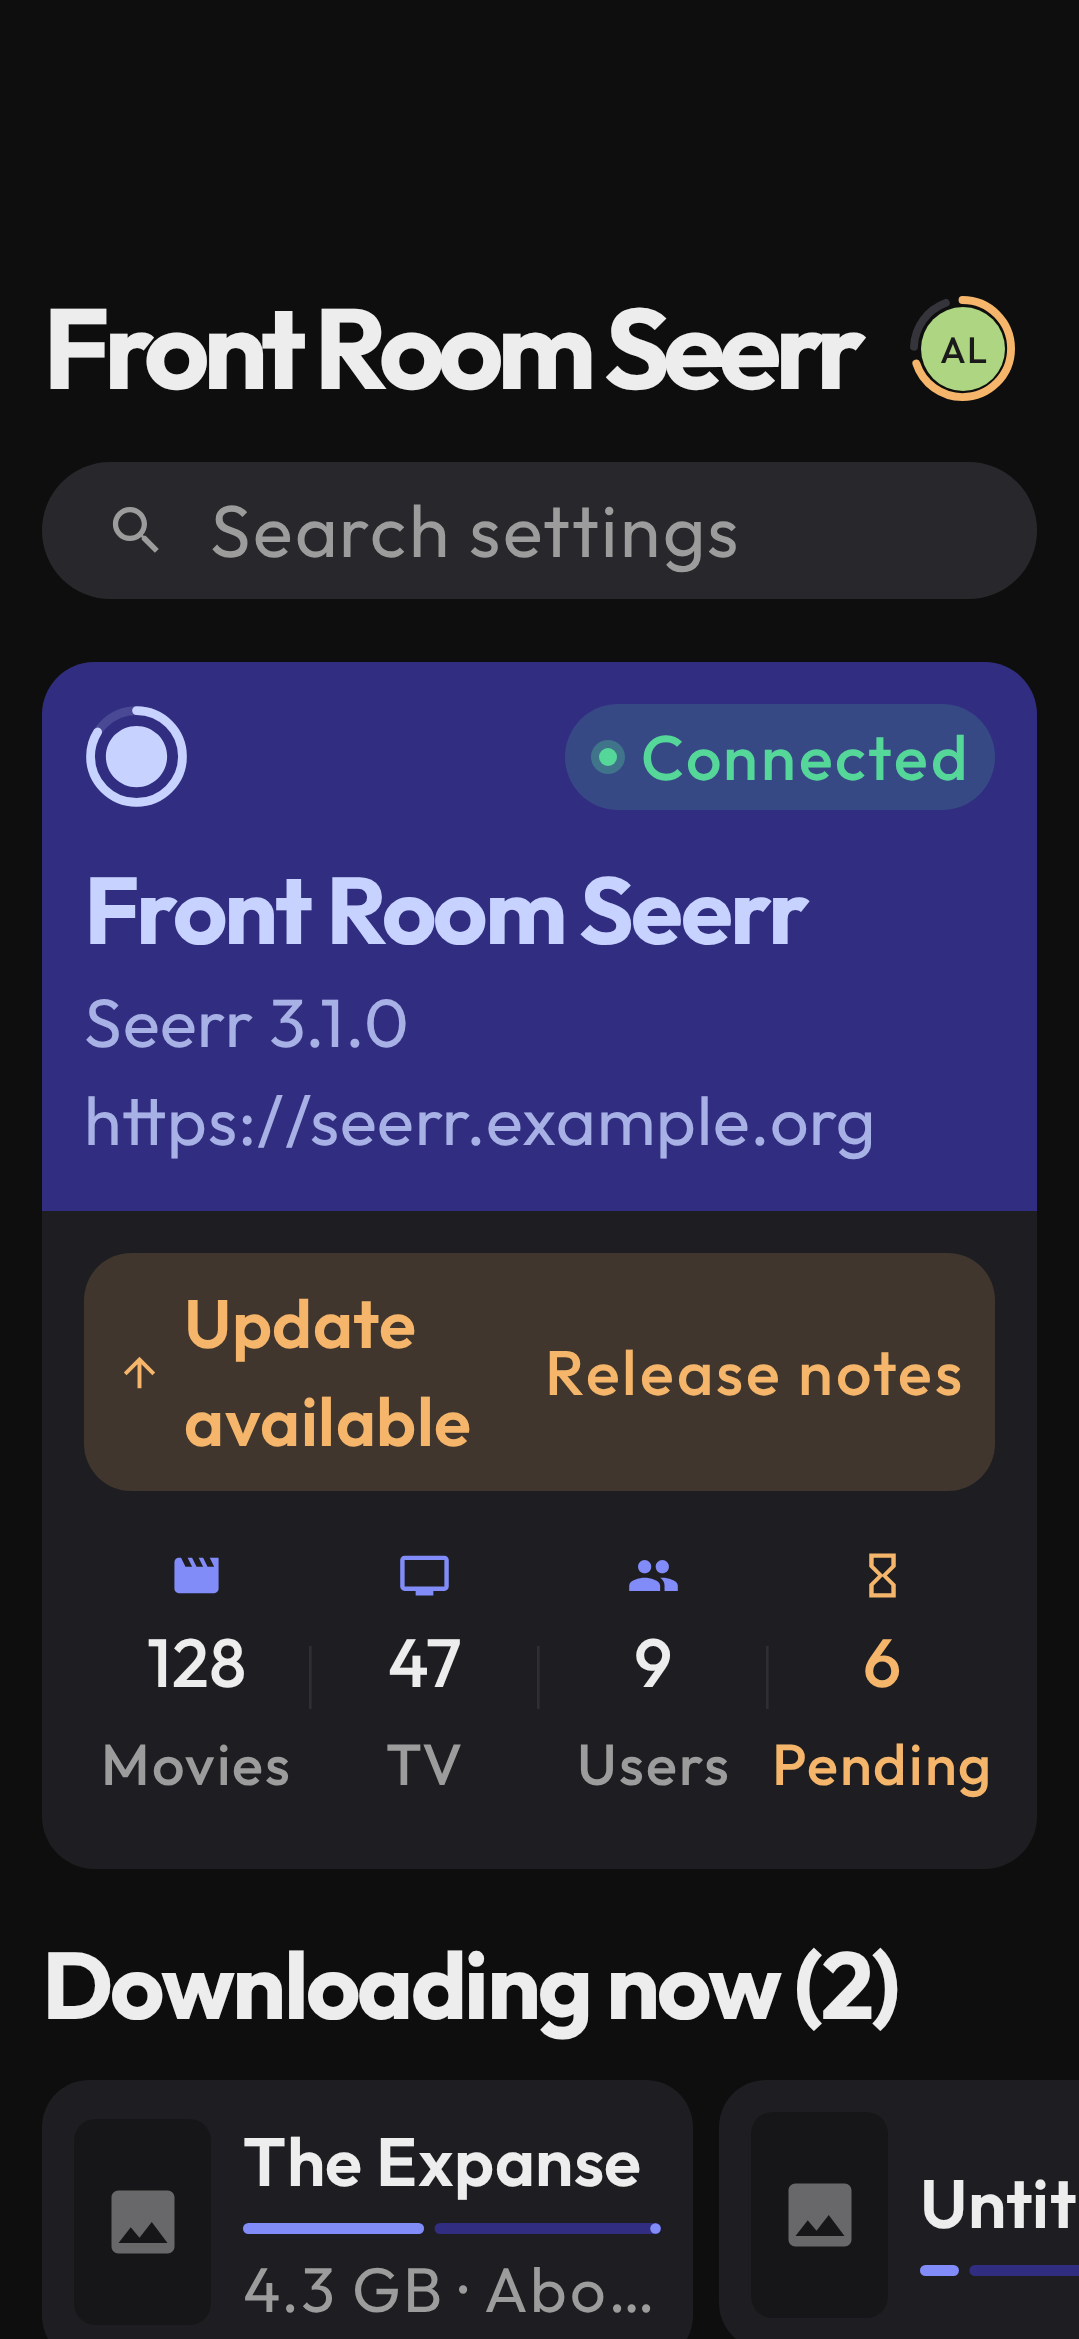 Front Room Seerr
AL
Search settings
Connected
Front Room Seerr
Seerr 3.1.0
https://seerr.example.org
Update
available
Release notes
128
47
9
6
Movies
TV
Users
Pending
Downloading now (2)
The Expanse
4.3 GB · Abo...
Untit